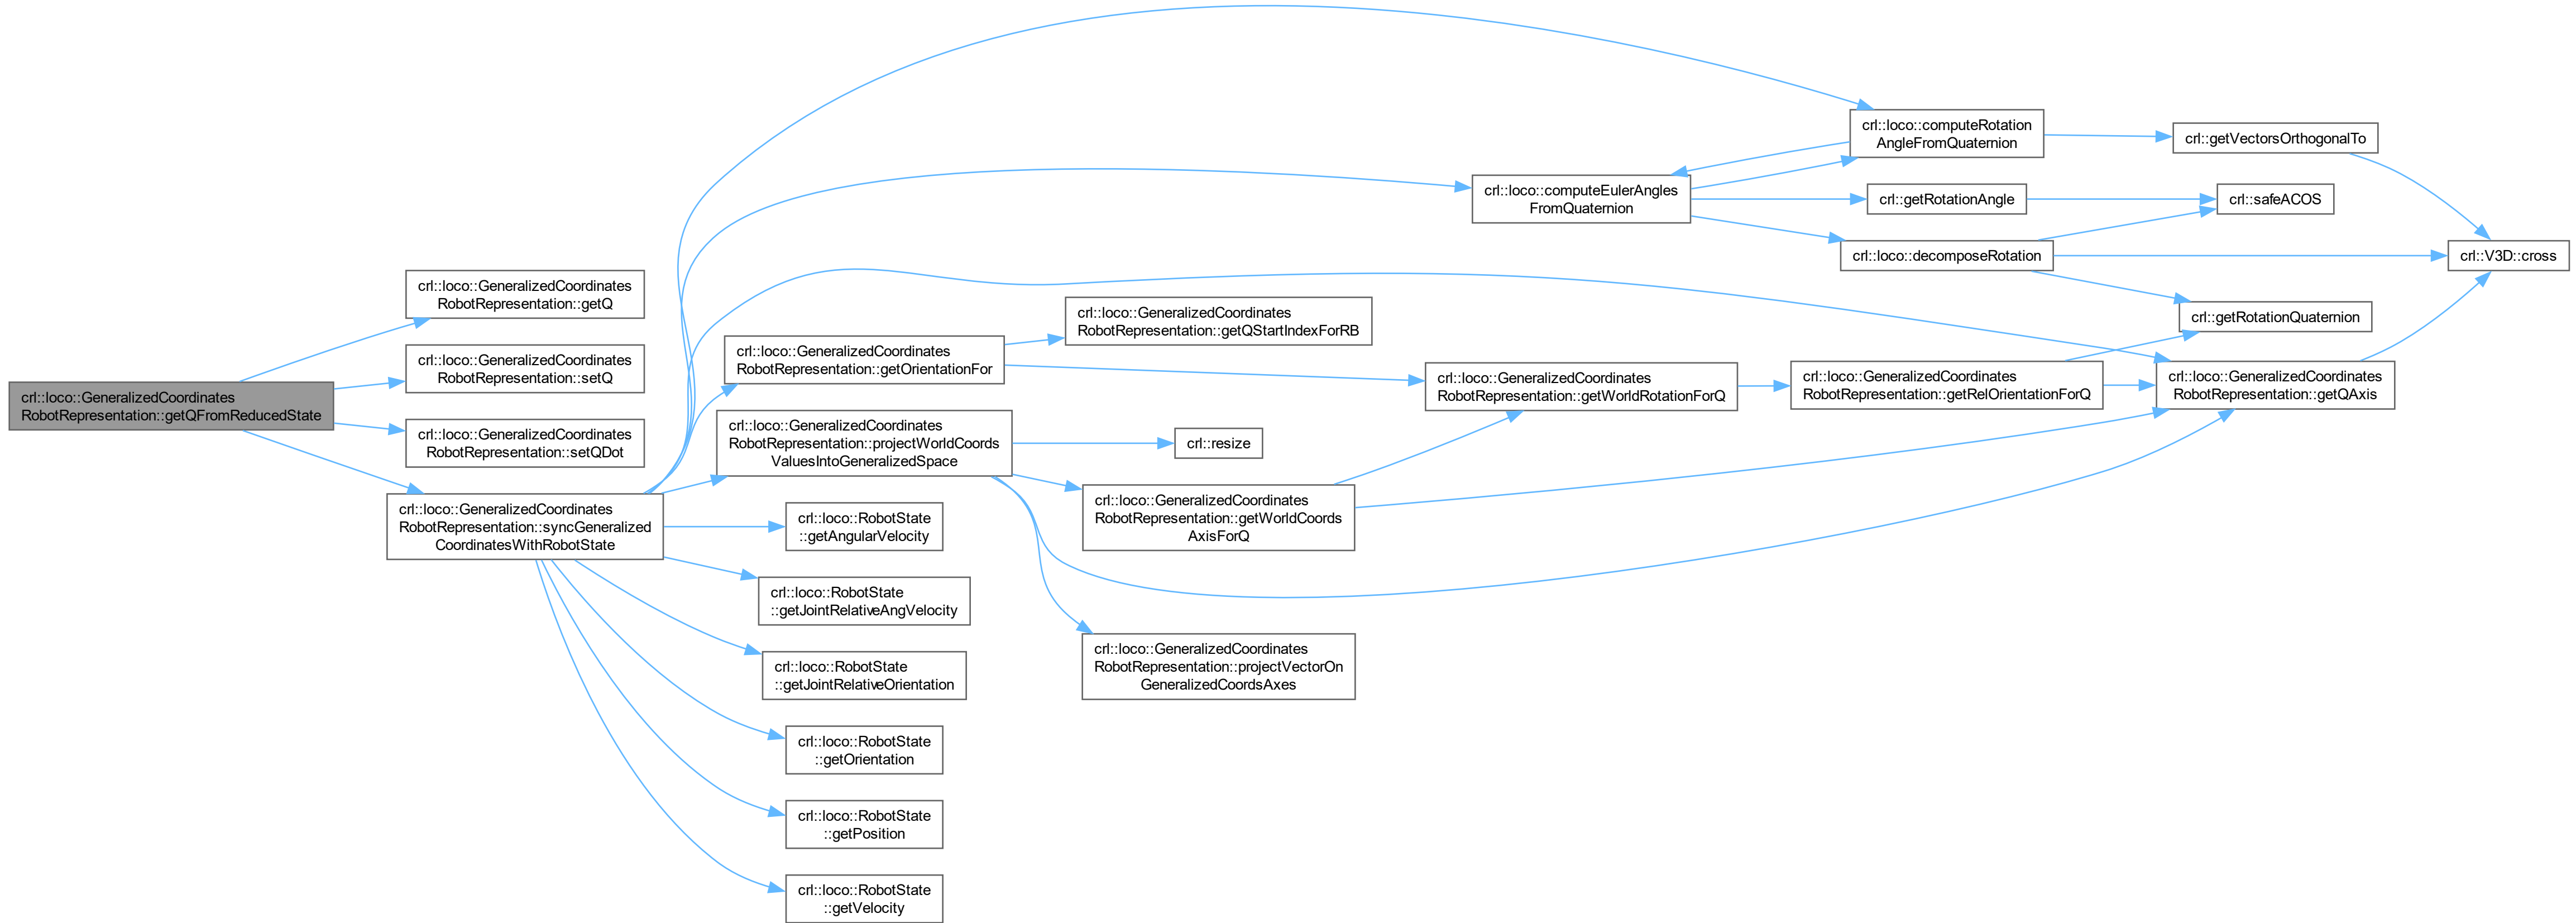 crl::loco::GeneralizedCoordinates
RobotRepresentation::getQFromReducedState
crl::loco::GeneralizedCoordinates
RobotRepresentation::getQ
crl::loco::GeneralizedCoordinates
RobotRepresentation::setQ
crl::loco::GeneralizedCoordinates
RobotRepresentation::setQDot
crl::loco::GeneralizedCoordinates
RobotRepresentation::syncGeneralized
CoordinatesWithRobotState
crl::loco::GeneralizedCoordinates
RobotRepresentation::getOrientationFor
crl::loco::GeneralizedCoordinates
RobotRepresentation::projectWorldCoords
ValuesIntoGeneralizedSpace
crl::loco::RobotState
::getAngularVelocity
crl::loco::RobotState
::getJointRelativeAngVelocity
crl::loco::RobotState
::getJointRelativeOrientation
crl::loco::RobotState
::getOrientation
crl::loco::RobotState
::getPosition
crl::loco::RobotState
::getVelocity
crl::loco::GeneralizedCoordinates
RobotRepresentation::getQStartIndexForRB
crl::resize
crl::loco::GeneralizedCoordinates
RobotRepresentation::getWorldCoords
AxisForQ
crl::loco::GeneralizedCoordinates
RobotRepresentation::projectVectorOn
GeneralizedCoordsAxes
crl::loco::computeEulerAngles
FromQuaternion
crl::loco::GeneralizedCoordinates
RobotRepresentation::getWorldRotationForQ
crl::loco::computeRotation
AngleFromQuaternion
crl::getRotationAngle
crl::loco::decomposeRotation
crl::loco::GeneralizedCoordinates
RobotRepresentation::getRelOrientationForQ
crl::getVectorsOrthogonalTo
crl::safeACOS
crl::getRotationQuaternion
crl::loco::GeneralizedCoordinates
RobotRepresentation::getQAxis
crl::V3D::cross